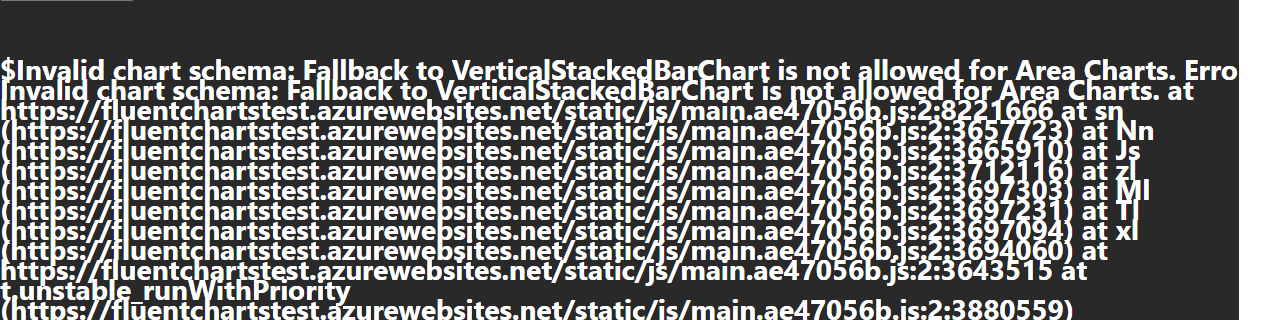 $Invalid chart schema: Fallback to VerticalStackedBarChart is not allowed for Area Charts. Erro
Invalid chart schema: Fallback to VerticalStackedBarChart is not allowed for Area Charts. at
https://fluentchartstest.azurewebsites.net/static/js/main.ae47056b.js:2:8221666 at sn
(https://fluentchartstest.azurewebsites.net/static/js/main.ae47056b.js:2:3657723) at Nn
(https://fluentchartstest.azurewebsites.net/static/js/main.ae47056b.js:2:3665910) at Js
(https://fluentchartstest.azurewebsites.net/static/js/main.ae47056b.js:2:3712116) at zl
(https://fluentchartstest.azurewebsites.net/static/js/main.ae47056b.js:2:3697303) at Ml
(https://fluentchartstest.azurewebsites.net/static/js/main.ae47056b.js:2:3697231) at Tl
(https://fluentchartstest.azurewebsites.net/static/js/main.ae47056b.js:2:3697094) at xl
(https://fluentchartstest.azurewebsites.net/static/js/main.ae47056b.js:2:3694060) at
https://fluentchartstest.azurewebsites.net/static/js/main.ae47056b.js:2:3643515 at
t.unstable_runWithPriority
(https://fluentchartstest.azurewebsites.net/static/js/main.ae47056b.js:2:3880559)